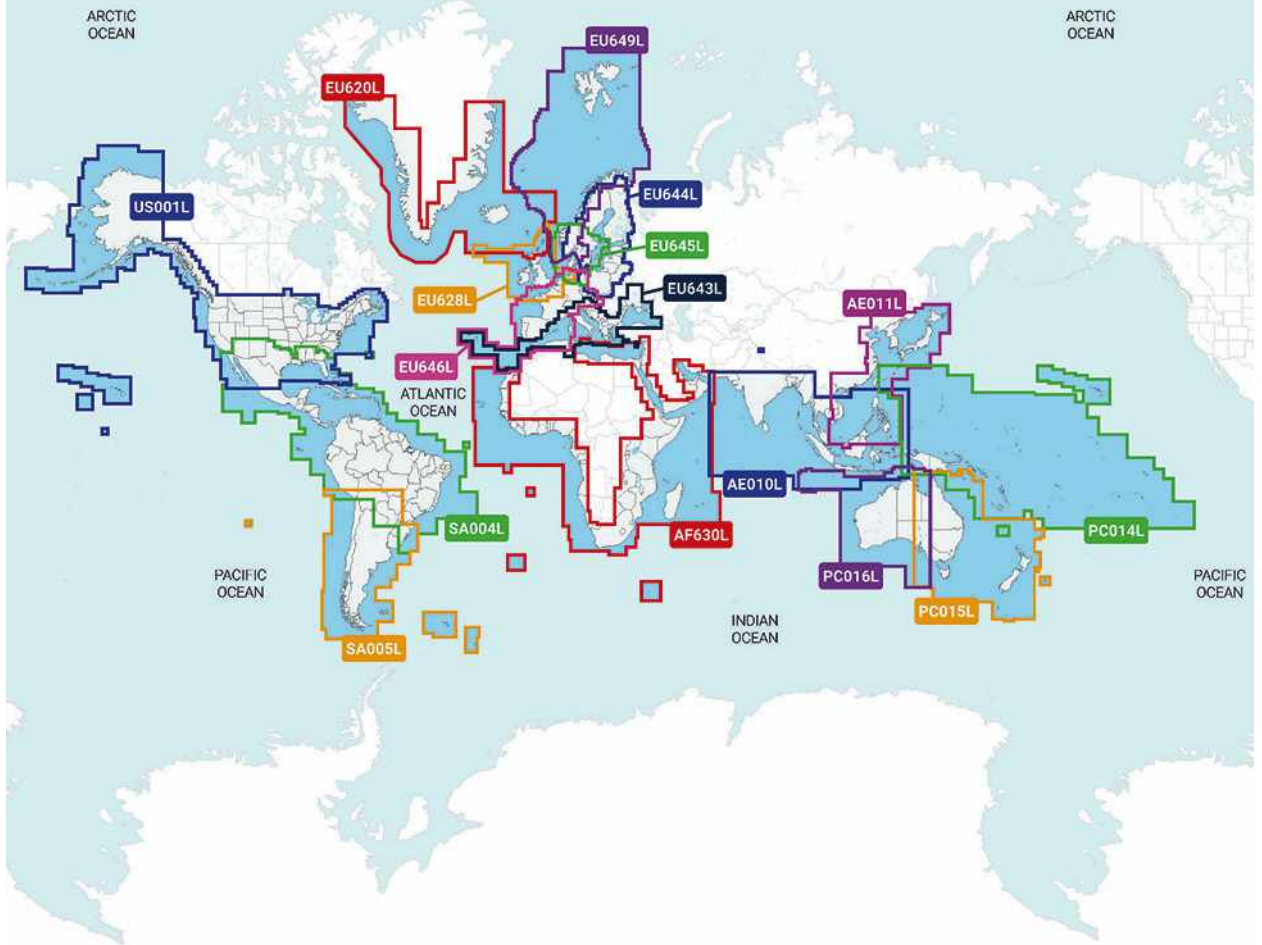 ARCTIC
OCEAN
ARCTIC
OCEAN
EU649L
EU620L
EU644L
US001L
EU645L
EU643L
EU628L
AE011L
EU646L
ATLANTIC
OCEAN
AE010L
SA004L
AF630L
PC014L
PACIFIC
OCEAN
PC016L
PACIFIC
OCEAN
PC015L
INDIAN
OCEAN
SA005L